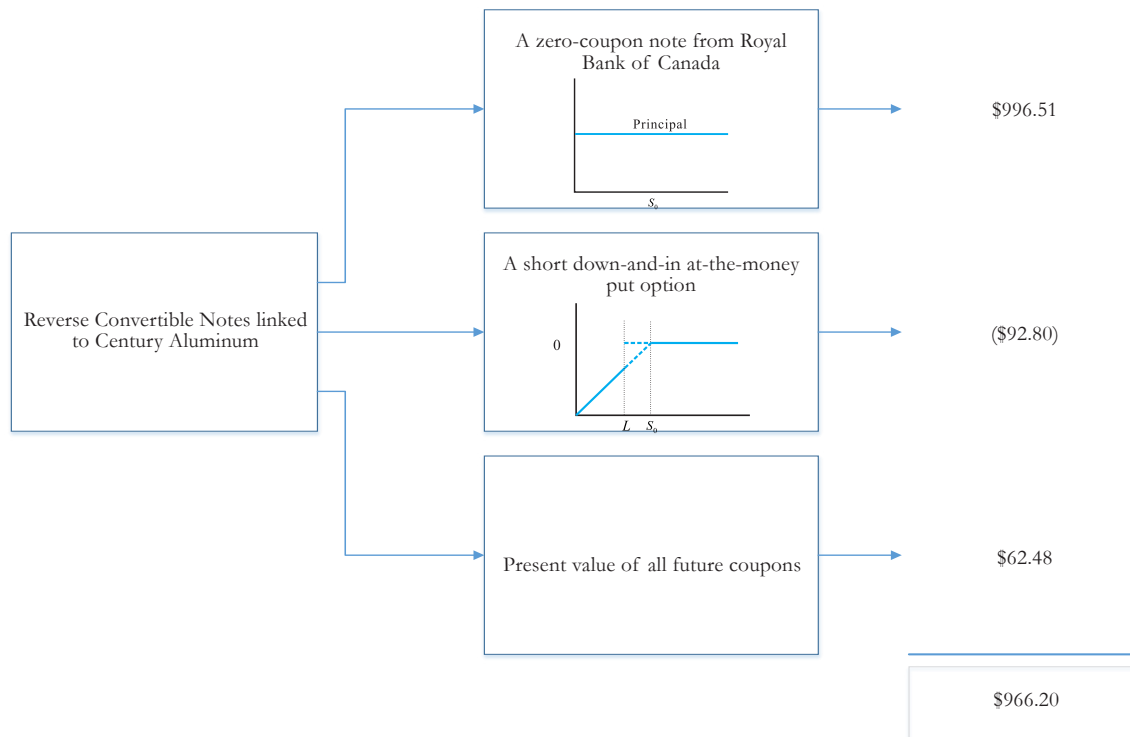 A zero-coupon note from Royal
Bank of Canada
Principal
S₀
$996.51
Reverse Convertible Notes linked
to Century Aluminum
A short down-and-in at-the-money
put option
0
L S₀
($92.80)
Present value of all future coupons
$62.48
$966.20